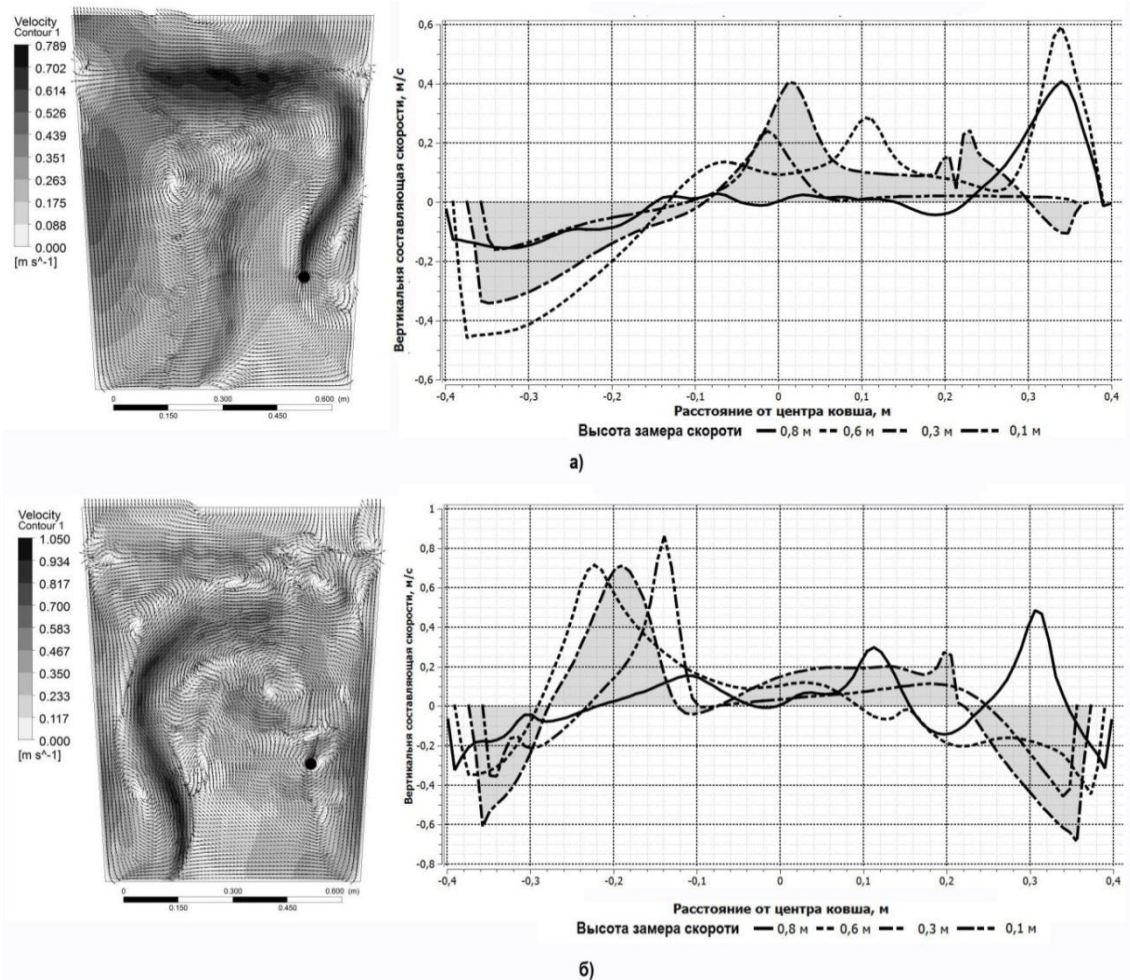 Velocity
Contour 1
0.789
0.702
0.614
0.526
0.439
0.351
0.263
0.175
0.088
0.000
[m s^-1]
0 0.300 0.600 (m)
0.150 0.450
Вертикальня составляющая скорости, м/с
0,6
0,4
0,2
0
-0,2
-0,4
-0,6
-0,4 -0,3 -0,2 -0,1 0 0,1 0,2 0,3 0,4
Расстояние от центра ковша, м
Высота замера скороти 0,8 м 0,6 м 0,3 м 0,1 м
а)
Velocity
Contour 1
1.050
0.934
0.817
0.700
0.583
0.467
0.350
0.233
0.117
0.000
[m s^-1]
0 0.300 0.600 (m)
0.150 0.450
Вертикальня составляющая скорости, м/с
1
0,8
0,6
0,4
0,2
0
-0,2
-0,4
-0,6
-0,8
-0,4 -0,3 -0,2 -0,1 0 0,1 0,2 0,3 0,4
Расстояние от центра ковша, м
Высота замера скороти 0,8 м 0,6 м 0,3 м 0,1 м
б)